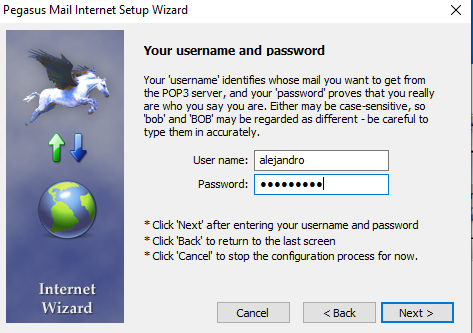 Pegasus Mail Internet Setup Wizard
Your username and password
Your 'username' identifies whose mail you want to get from
the POP3 server, and your 'password' proves that you really
are who you say you are. Either may be case-sensitive, so
'bob' and 'BOB' may be regarded as different - be careful to
type them in accurately.
User name: alejandro
Password: ●●●●●●●●●
* Click 'Next' after entering your username and password
* Click 'Back' to return to the last screen
* Click 'Cancel' to stop the configuration process for now.
Internet
Wizard
Cancel < Back Next >